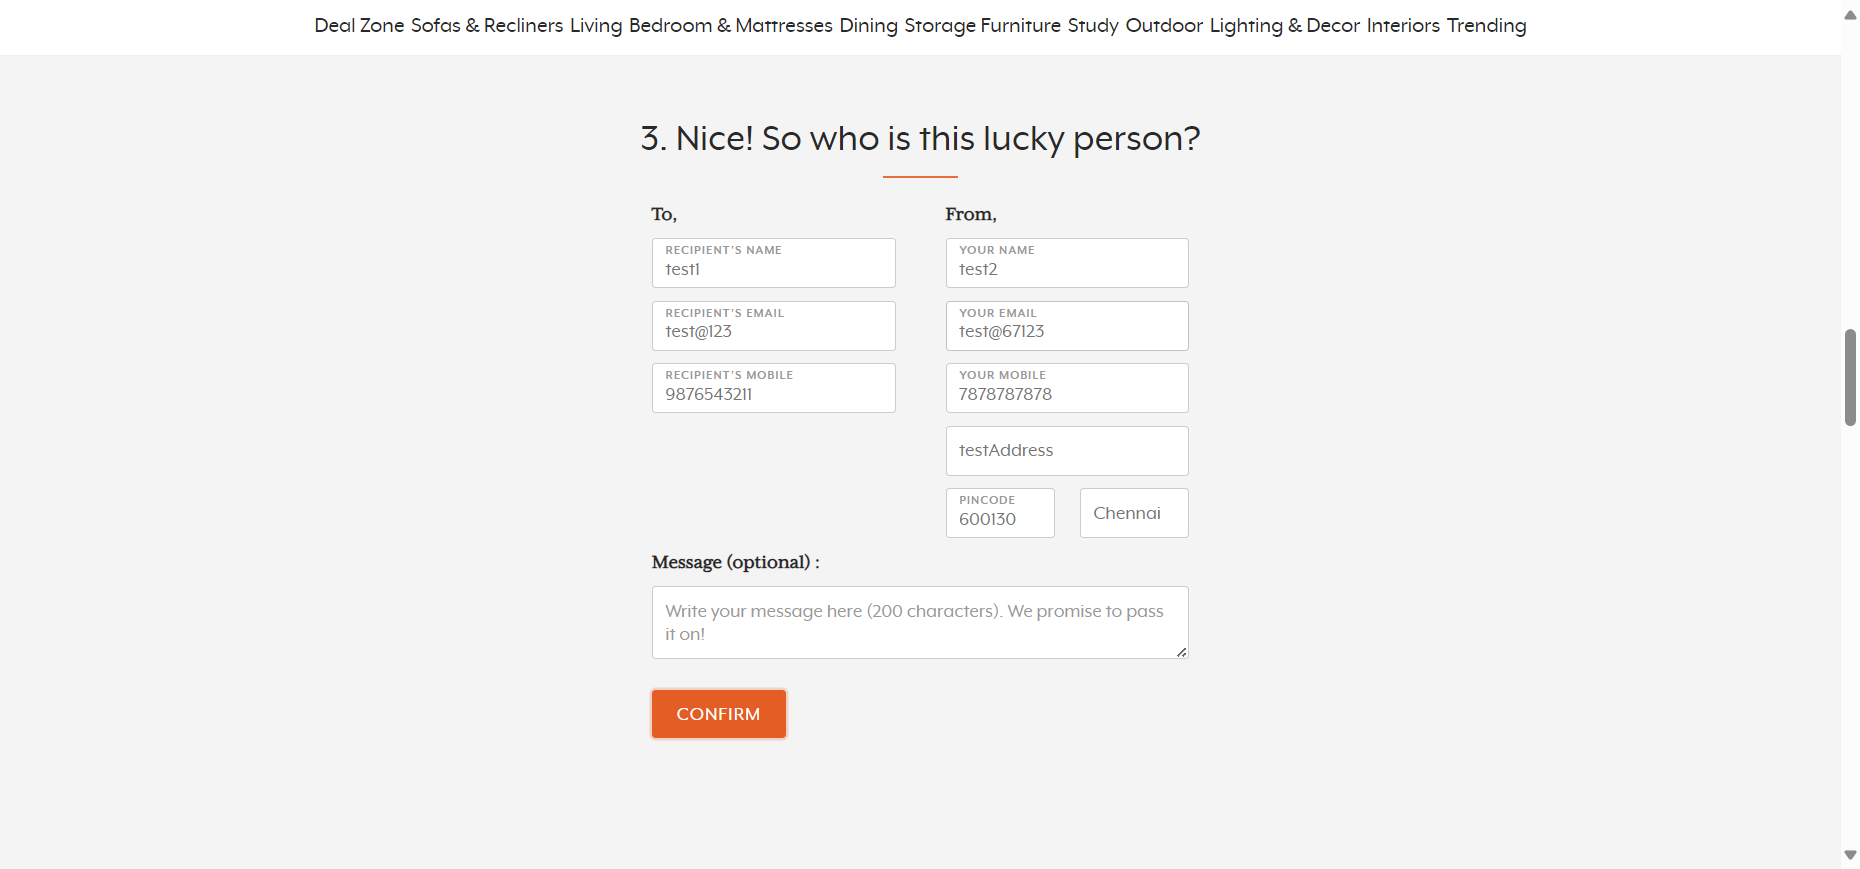 Deal Zone Sofas & Recliners Living Bedroom & Mattresses Dining Storage Furniture Study Outdoor Lighting & Decor Interiors Trending
3. Nice! So who is this lucky person?
To,
RECIPIENT'S NAME
test1
RECIPIENT'S EMAIL
test@123
RECIPIENT'S MOBILE
9876543211
From,
YOUR NAME
test2
YOUR EMAIL
test@67123
YOUR MOBILE
7878787878
testAddress
PINCODE
600130
Chennai
Message (optional) :
Write your message here (200 characters). We promise to pass
it on!
CONFIRM